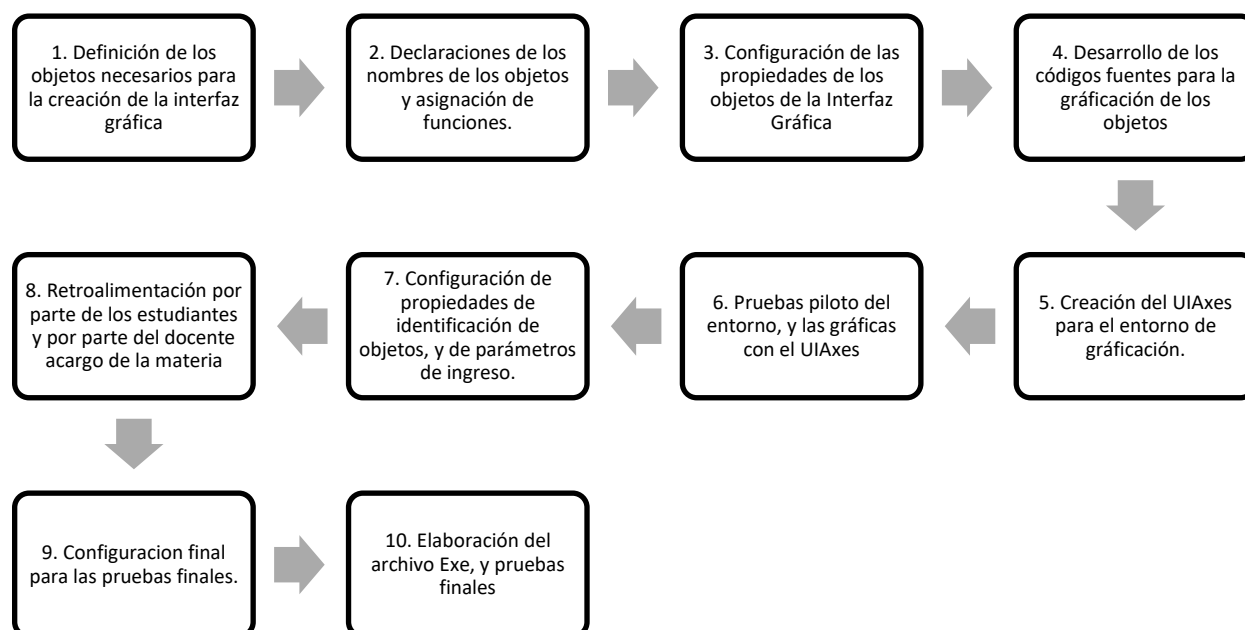 1. Definición de los
objetos necesarios para
la creación de la interfaz
gráfica
2. Declaraciones de los
nombres de los objetos
y asignación de
funciones.
3. Configuración de las
propiedades de los
objetos de la Interfaz
Gráfica
4. Desarrollo de los
códigos fuentes para la
gráficación de los
objetos
5. Creación del UIAxes
para el entorno de
gráficación.
6. Pruebas piloto del
entorno, y las gráficas
con el UIAxes
7. Configuración de
propiedades de
identificación de
objetos, y de parámetros
de ingreso.
8. Retroalimentación por
parte de los estudiantes
y por parte del docente
acargo de la materia
9. Configuracion final
para las pruebas finales.
10. Elaboración del
archivo Exe, y pruebas
finales